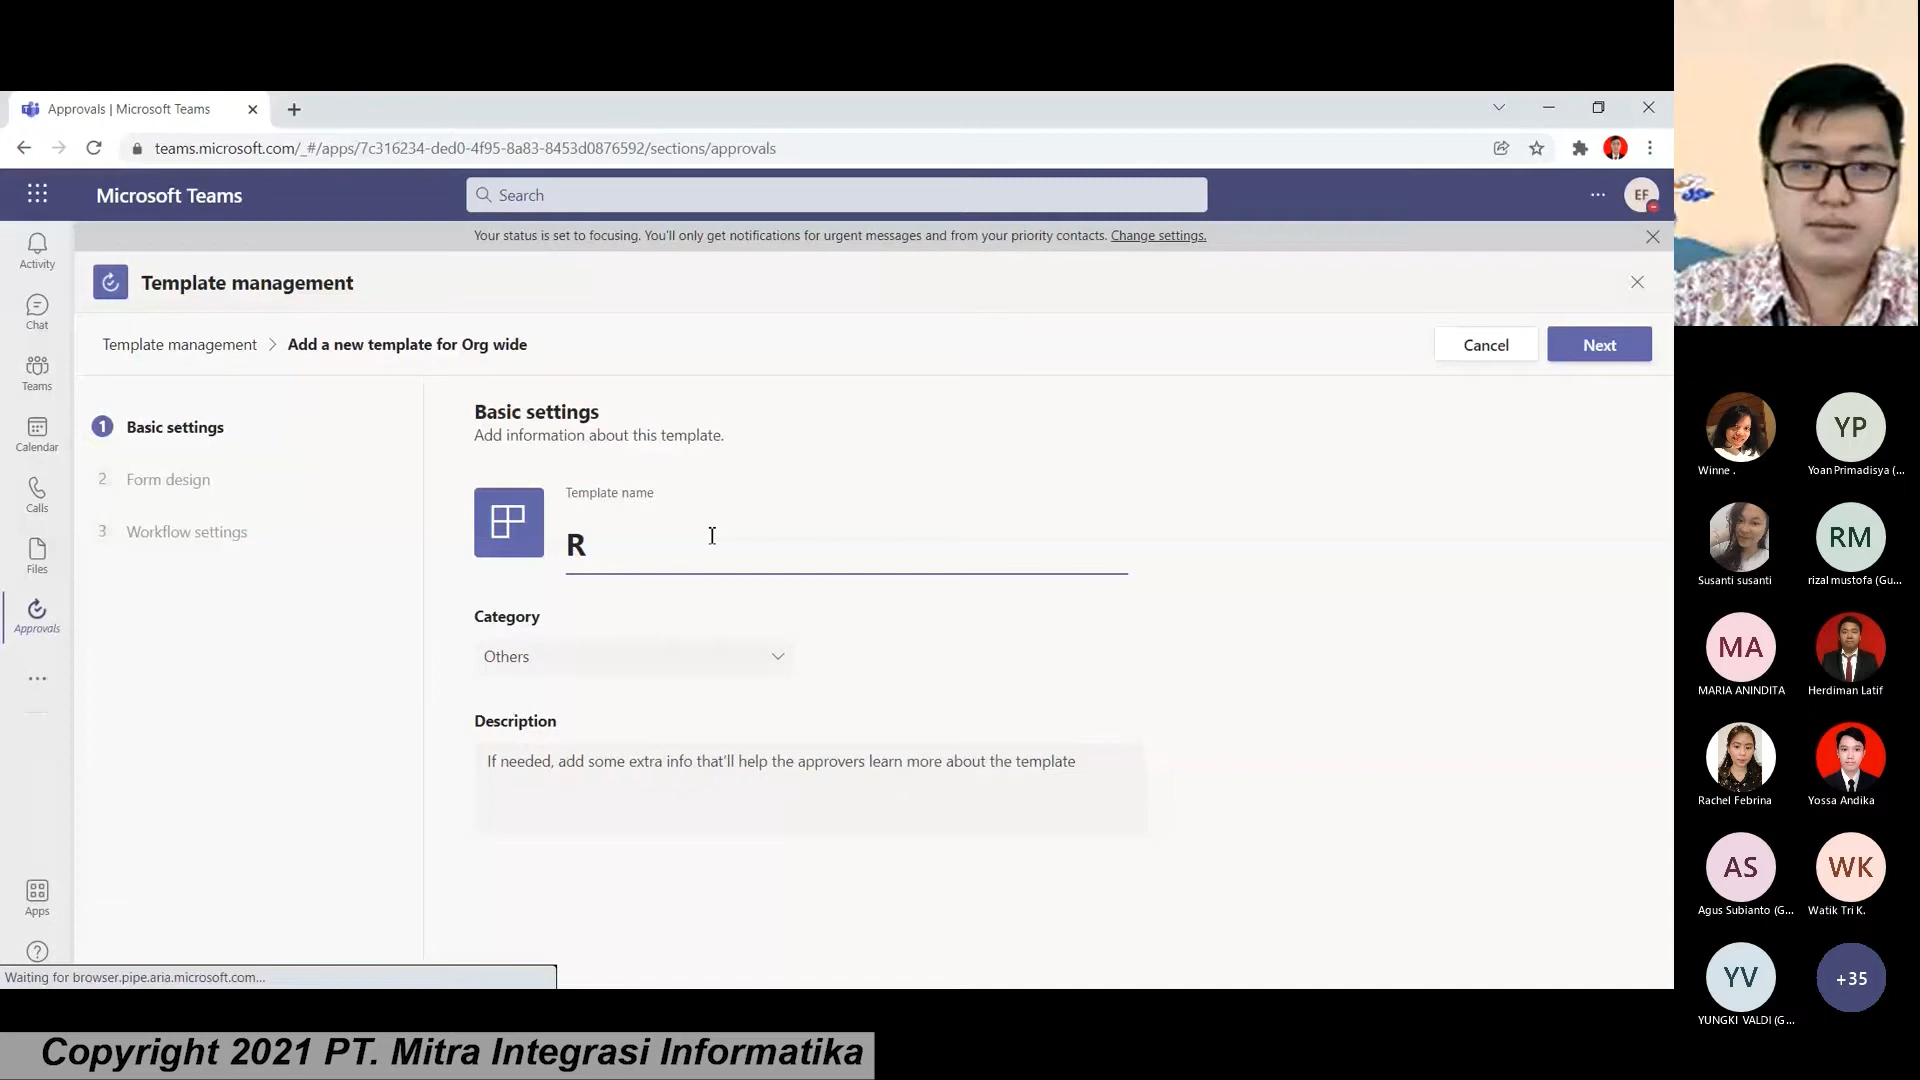 Approvals | Microsoft Teams
teams.microsoft.com/_#/apps/7c316234-ded0-4f95-8a83-8453d0876592/sections/approvals
Microsoft Teams
Search
EF
Your status is set to focusing. You'll only get notifications for urgent messages and from your priority contacts. Change settings.
Activity
Chat
Teams
Calendar
Calls
Files
Approvals
Apps
Template management
Template management > Add a new template for Org wide
Cancel
Next
1 Basic settings
2 Form design
3 Workflow settings
Basic settings
Add information about this template.
Template name
R
Category
Others
Description
If needed, add some extra info that'll help the approvers learn more about the template
Waiting for browser.pipe.aria.microsoft.com...
Winne .
YP
Yoan Primadisya (...
Susanti susanti
RM
rizal mustofa (Gu...
MA
MARIA ANINDITA
Herdiman Latif
Rachel Febrina
Yossa Andika
AS
Agus Subianto (G...
WK
Watik Tri K.
YV
YUNGKI VALDI (G...
+35
Copyright 2021 PT. Mitra Integrasi Informatika